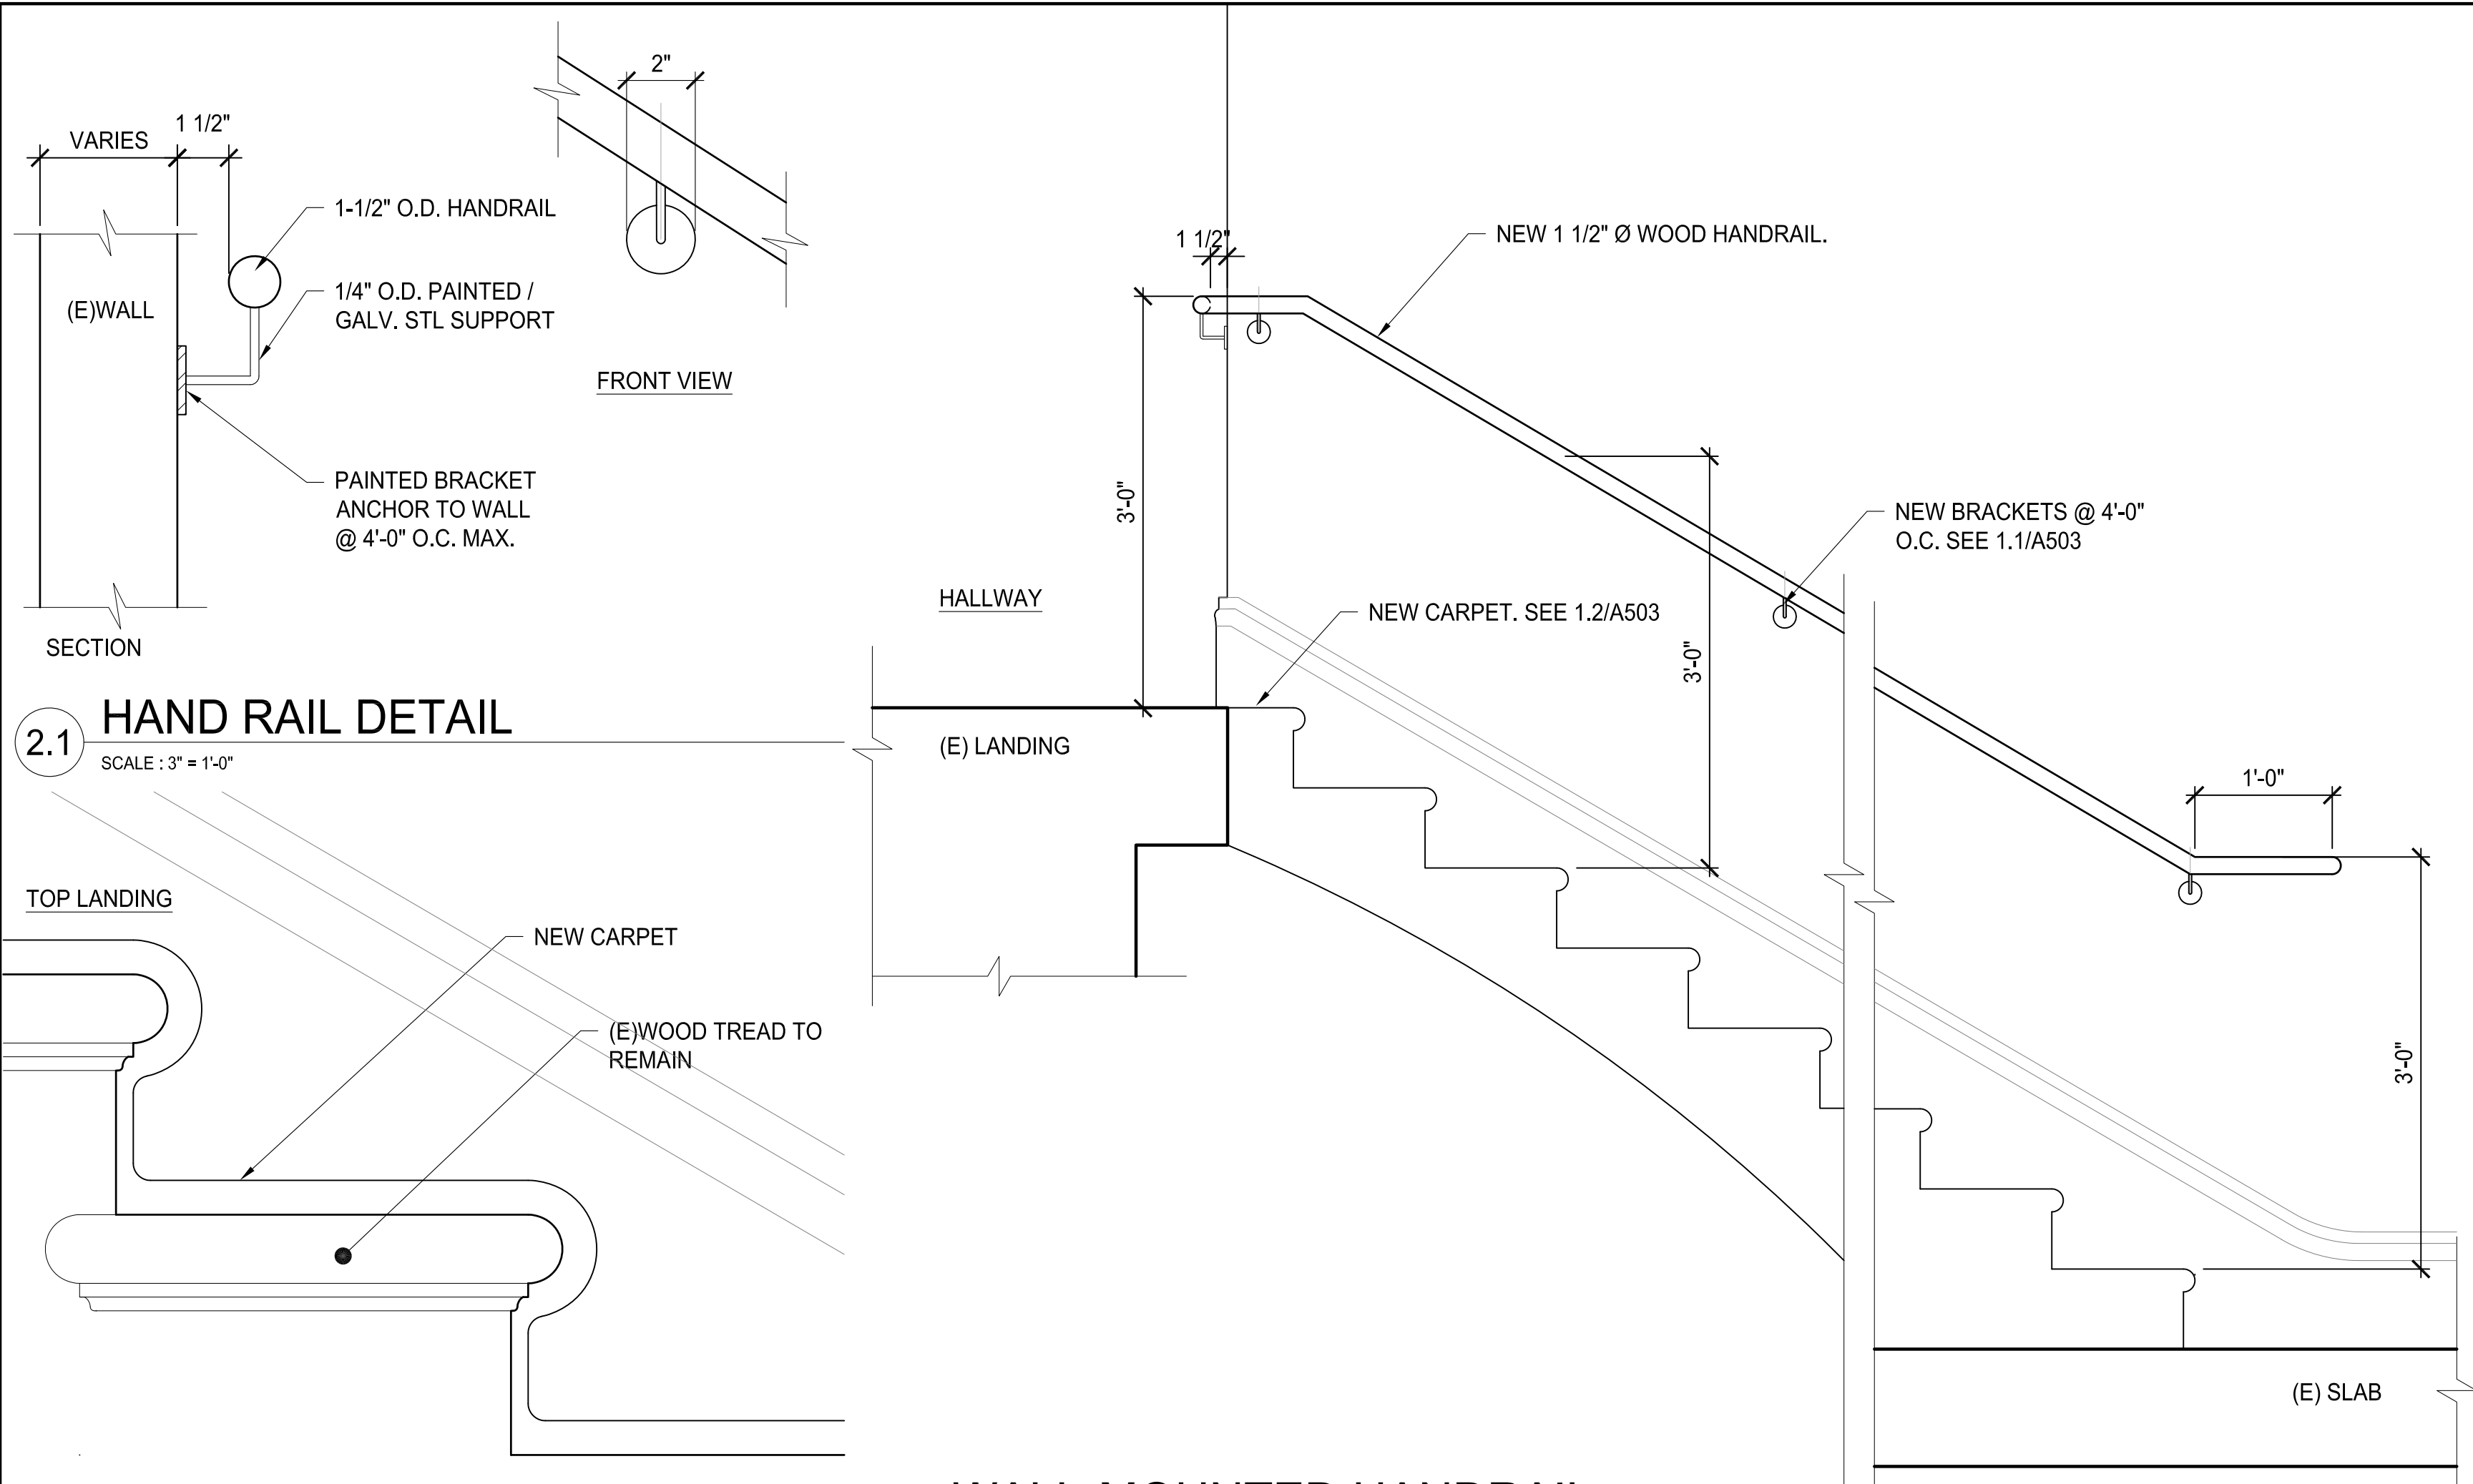 VARIES
1 1/2"
2"
1-1/2" O.D. HANDRAIL
(E)WALL
1/4" O.D. PAINTED /
GALV. STL SUPPORT
FRONT VIEW
PAINTED BRACKET
ANCHOR TO WALL
@ 4'-0" O.C. MAX.
SECTION
2.1
HAND RAIL DETAIL
SCALE : 3" = 1'-0"
TOP LANDING
NEW CARPET
(E)WOOD TREAD TO
REMAIN
1 1/2"
NEW 1 1/2" Ø WOOD HANDRAIL.
3'-0"
3'-0"
NEW BRACKETS @ 4'-0"
O.C. SEE 1.1/A503
HALLWAY
NEW CARPET. SEE 1.2/A503
(E) LANDING
1'-0"
3'-0"
(E) SLAB
WALL MOUNTED HANDRAIL